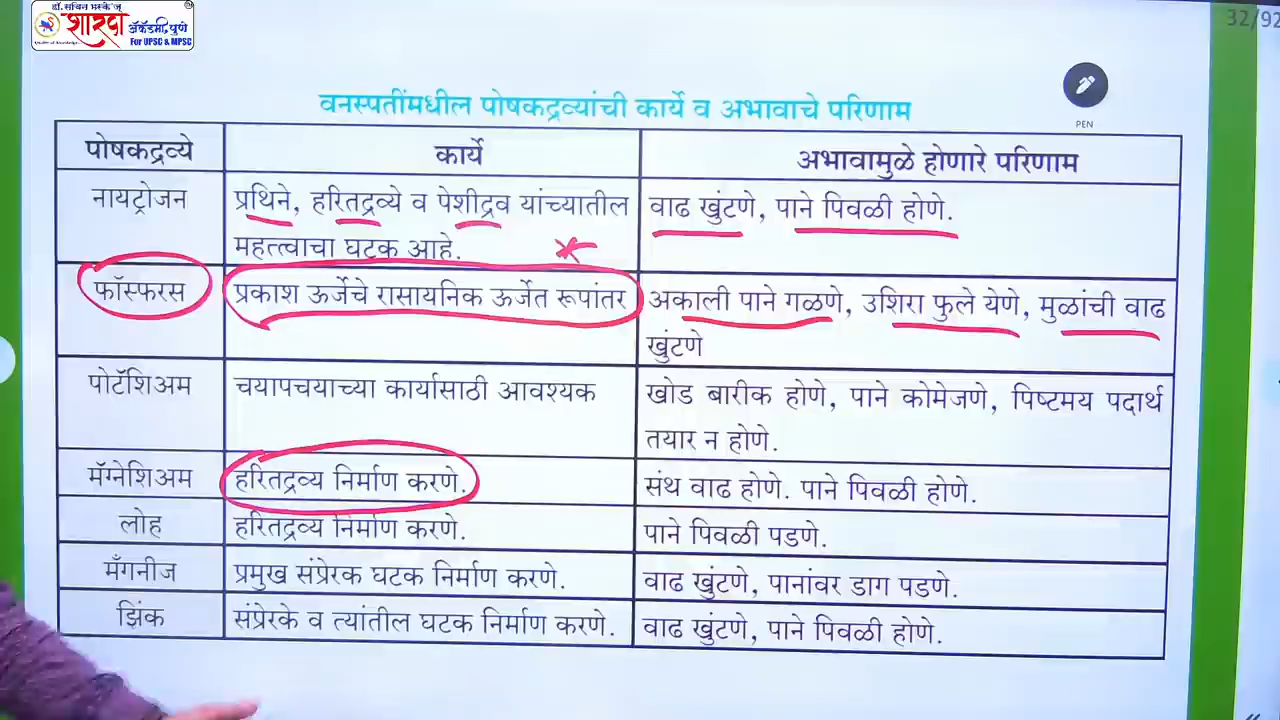 डॉ. सचिन भस्के'ज्
शारदा
ॲकॅडमी, पुणे
For UPSC & MPSC
32/92
PEN
वनस्पतींमधील पोषकद्रव्यांची कार्ये व अभावाचे परिणाम
पोषकद्रव्ये कार्ये अभावामुळे होणारे परिणाम
नायट्रोजन प्रथिने, हरितद्रव्ये व पेशीद्रव यांच्यातील वाढ खुंटणे, पाने पिवळी होणे.
महत्त्वाचा घटक आहे.
फॉस्फरस प्रकाश ऊर्जेचे रासायनिक ऊर्जेत रूपांतर अकाली पाने गळणे, उशिरा फुले येणे, मुळांची वाढ
खुंटणे
पोटॅशिअम चयापचयाच्या कार्यासाठी आवश्यक खोड बारीक होणे, पाने कोमेजणे, पिष्टमय पदार्थ
तयार न होणे.
मॅग्नेशिअम हरितद्रव्य निर्माण करणे. संथ वाढ होणे. पाने पिवळी होणे.
लोह हरितद्रव्य निर्माण करणे. पाने पिवळी पडणे.
मँगनीज प्रमुख संप्रेरक घटक निर्माण करणे. वाढ खुंटणे, पानांवर डाग पडणे.
झिंक संप्रेरके व त्यांतील घटक निर्माण करणे. वाढ खुंटणे, पाने पिवळी होणे.